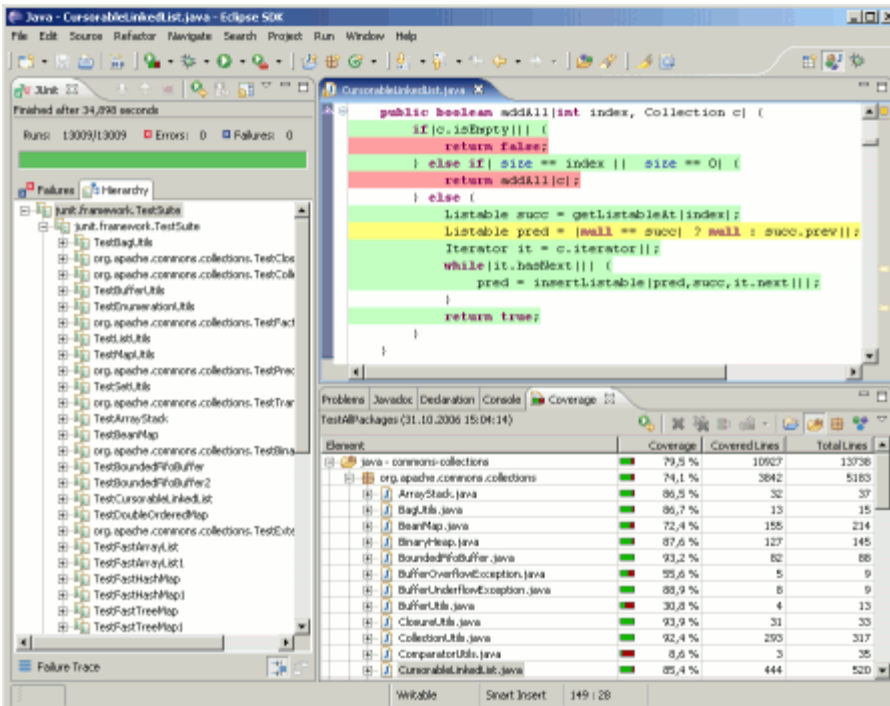 Java - CursorableLinkedList.java - Eclipse SDK
File Edit Source Refactor Navigate Search Project Run Window Help
JUnit
Finished after 34,898 seconds
Runs: 13009/13009 Errors: 0 Failures: 0
Failures Hierarchy
junit.framework.TestSuite
junit.framework.TestSuite
TestBagUtils
org.apache.commons.collections.TestClos
org.apache.commons.collections.TestColle
TestBufferUtils
TestEnumerationUtils
org.apache.commons.collections.TestFact
TestListUtils
TestMapUtils
org.apache.commons.collections.TestPrec
TestSetUtils
org.apache.commons.collections.TestTrar
TestArrayStack
TestBeanMap
org.apache.commons.collections.TestBina
TestBoundedFifoBuffer
TestBoundedFifoBuffer2
TestCursorableLinkedList
TestDoubleOrderedMap
org.apache.commons.collections.TestExte
TestFastArrayList
TestFastArrayList1
TestFastHashMap
TestFastHashMap1
TestFastTreeMap
TestFastTreeMap1
Failure Trace
CursorableLinkedList.java
public boolean addAll(int index, Collection c) {
if(c.isEmpty()) {
return false;
} else if(_size == index || _size == 0) {
return addAll(c);
} else {
Listable succ = getListableAt(index);
Listable pred = (null == succ) ? null : succ.prev();
Iterator it = c.iterator();
while(it.hasNext()) {
pred = insertListable(pred,succ,it.next());
}
return true;
}
}
Problems Javadoc Declaration Console Coverage
TestAllPackages (31.10.2006 15:04:14)
Element Coverage Covered Lines Total Lines
java - commons-collections 79,5 % 10927 13738
org.apache.commons.collections 74,1 % 3842 5183
ArrayStack.java 86,5 % 32 37
BagUtils.java 86,7 % 13 15
BeanMap.java 72,4 % 155 214
BinaryHeap.java 87,6 % 127 145
BoundedFifoBuffer.java 93,2 % 82 88
BufferOverflowException.java 55,6 % 5 9
BufferUnderflowException.java 88,9 % 8 9
BufferUtils.java 30,8 % 4 13
ClosureUtils.java 93,9 % 31 33
CollectionUtils.java 92,4 % 293 317
ComparatorUtils.java 8,6 % 3 35
CursorableLinkedList.java 85,4 % 444 520
Writable Smart Insert 149 : 28